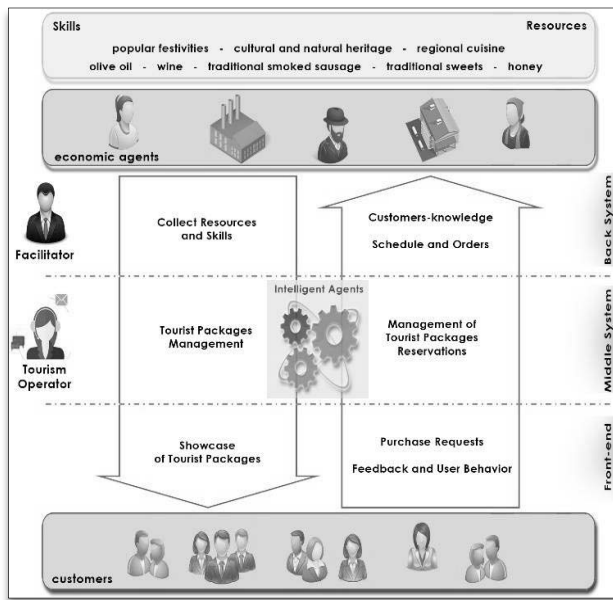 Skills
Resources
popular festivities - cultural and natural heritage - regional cuisine
olive oil - wine - traditional smoked sausage - traditional sweets - honey
economic agents
Facilitator
Collect Resources
and Skills
Customers-knowledge
Schedule and Orders
Back System
Intelligent Agents
Tourism
Operator
Tourist Packages
Management
Management of
Tourist Packages
Reservations
Middle System
Showcase
of Tourist Packages
Purchase Requests
Feedback and User Behavior
Front-end
customers